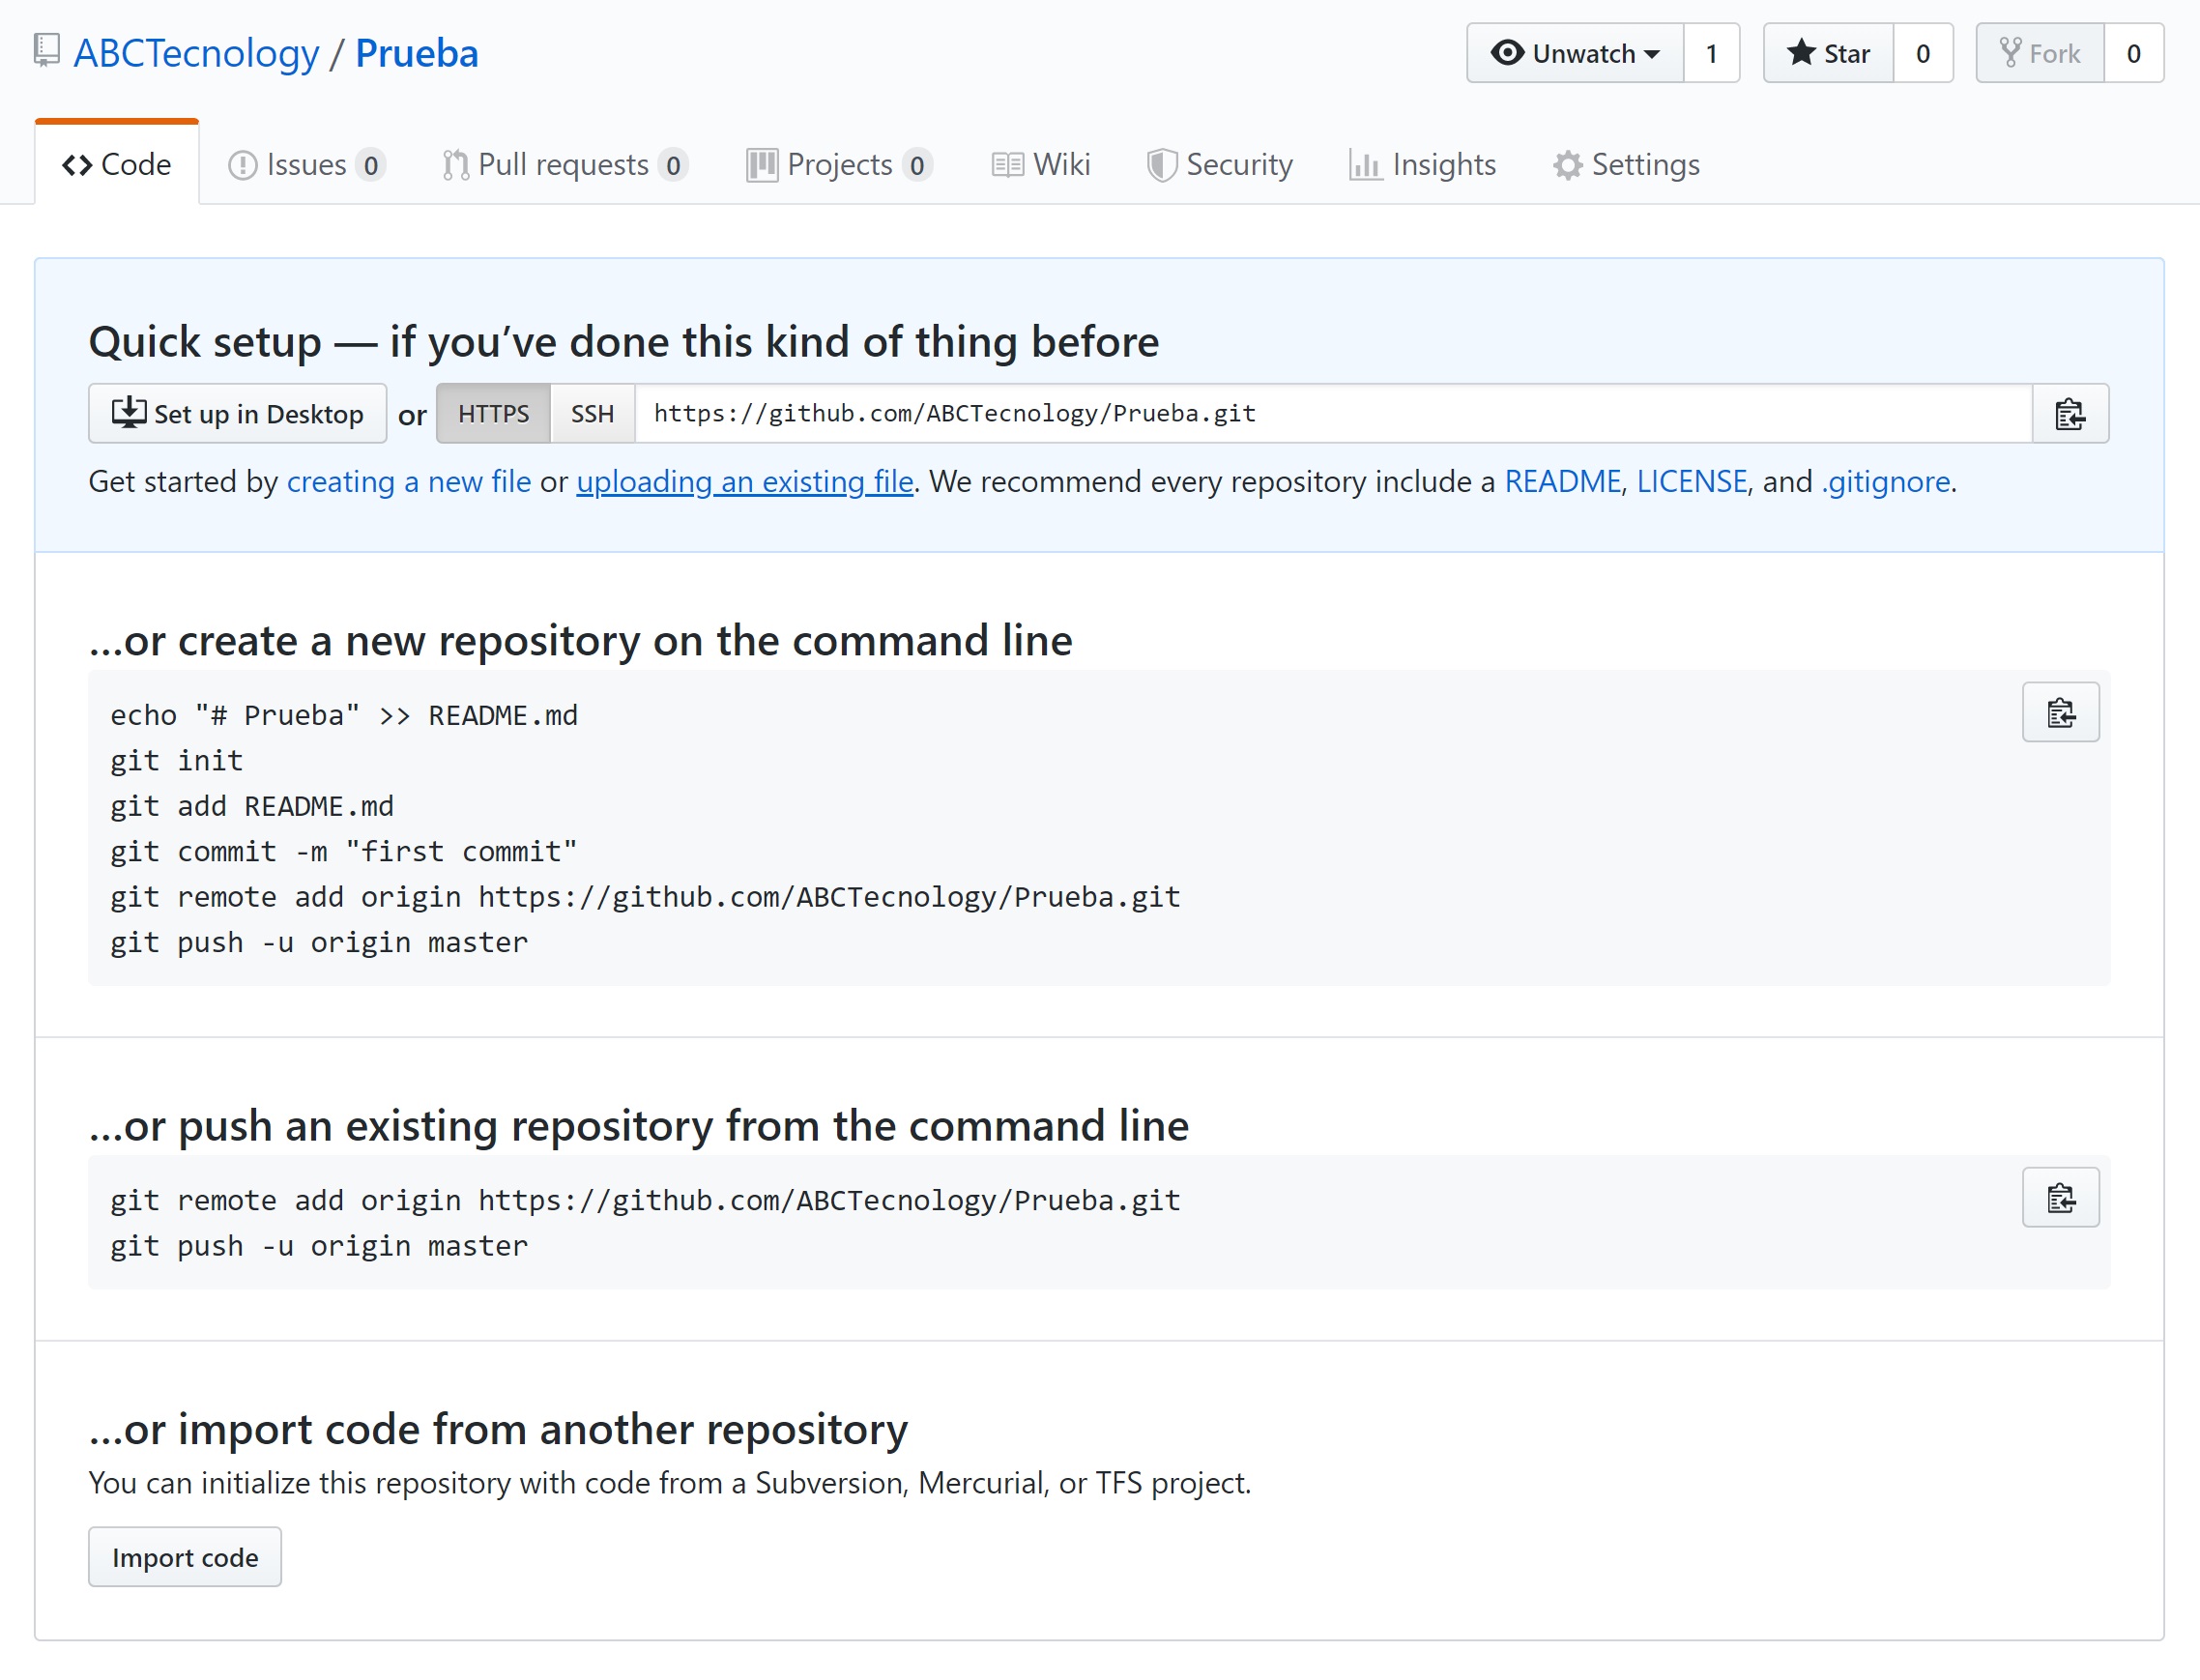 ABCTecnology / Prueba
Unwatch 1 Star 0 Fork 0
Code Issues 0 Pull requests 0 Projects 0 Wiki Security Insights Settings
Quick setup — if you’ve done this kind of thing before
Set up in Desktop or HTTPS SSH https://github.com/ABCTecnology/Prueba.git
Get started by creating a new file or uploading an existing file. We recommend every repository include a README, LICENSE, and .gitignore.
…or create a new repository on the command line
echo "# Prueba" >> README.md
git init
git add README.md
git commit -m "first commit"
git remote add origin https://github.com/ABCTecnology/Prueba.git
git push -u origin master
…or push an existing repository from the command line
git remote add origin https://github.com/ABCTecnology/Prueba.git
git push -u origin master
…or import code from another repository
You can initialize this repository with code from a Subversion, Mercurial, or TFS project.
Import code